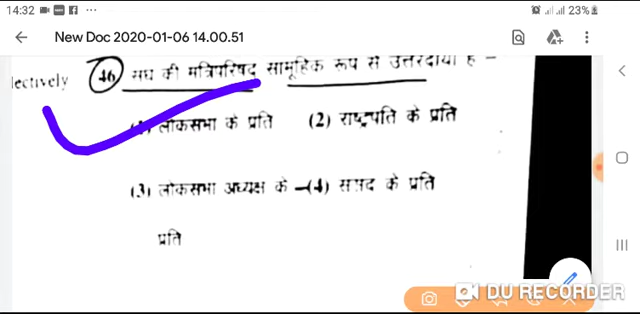 14:32 ... 23%
New Doc 2020-01-06 14.00.51
lectively (46) संघ की मंत्रिपरिषद् सामूहिक रूप से उत्तरदायी है –
(1) लोकसभा के प्रति (2) राष्ट्रपति के प्रति
(3) लोकसभा अध्यक्ष के –(4) संसद के प्रति
प्रति
DU RECORDER